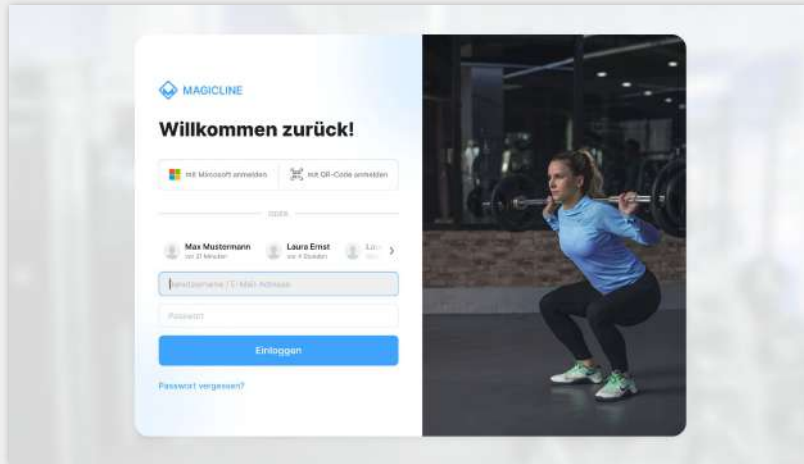 MAGICLINE
Willkommen zurück!
mit Mircosoft anmelden
mit QR-Code anmelden
ODER
Max Mustermann
vor 21 Minuten
Laura Ernst
vor 4 Stunden
Benutzername / E-Mail-Adresse
Passwort
Einloggen
Passwort vergessen?